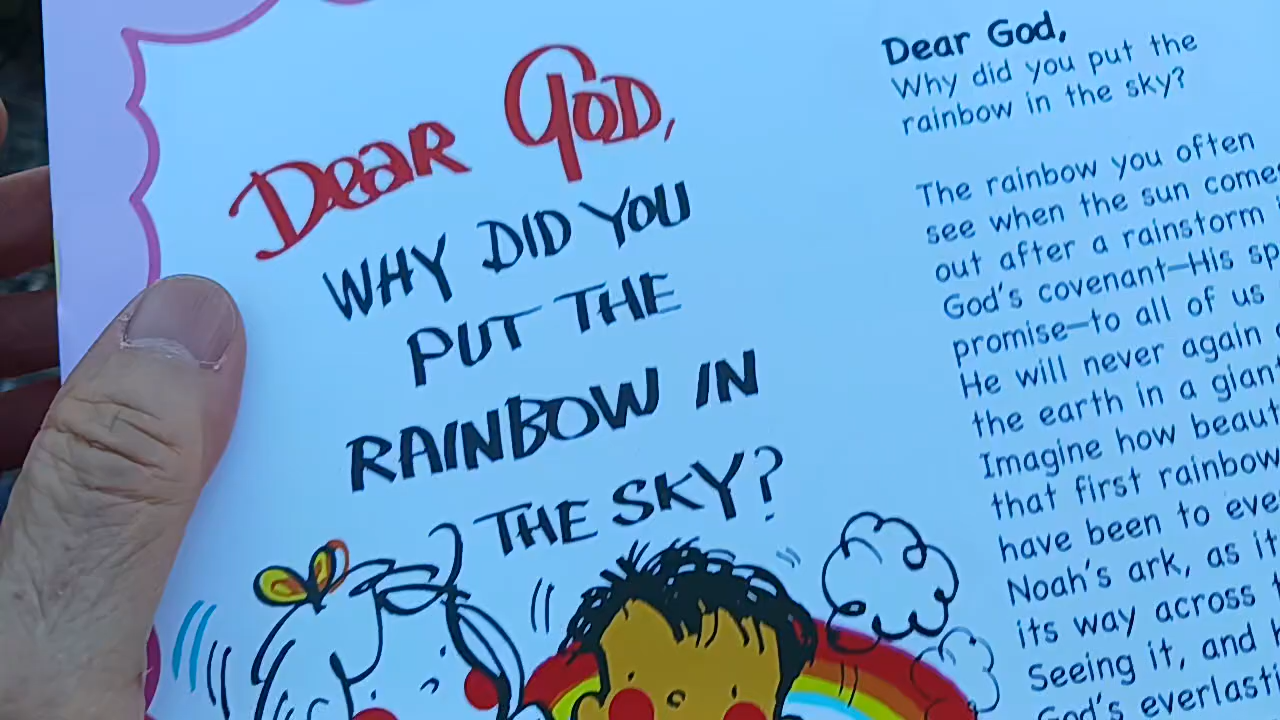 DEAR GOD,
WHY DID YOU
PUT THE
RAINBOW IN
THE SKY?
Dear God,
Why did you put the
rainbow in the sky?
The rainbow you often
see when the sun
out after a rainstorm
God's covenant—His
promise—to all of us
He will never again
the earth in a
Imagine how
that first
have been to
Noah's ark, as it
its way across
Seeing it, and
God's